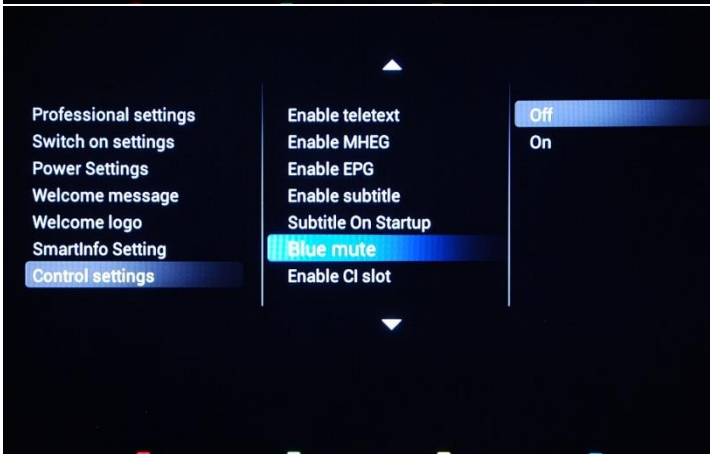 Professional settings
Switch on settings
Power Settings
Welcome message
Welcome logo
SmartInfo Setting
Control settings
Enable teletext
Enable MHEG
Enable EPG
Enable subtitle
Subtitle On Startup
Blue mute
Enable CI slot
Off
On